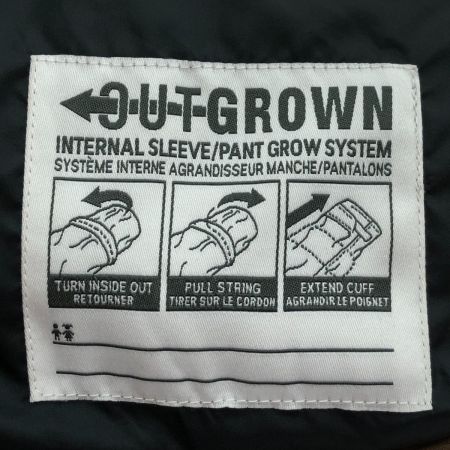 OUTGROWN
INTERNAL SLEEVE/PANT GROW SYSTEM
SYSTÈME INTERNE AGRANDISSEUR MANCHE/PANTALONS
TURN INSIDE OUT
RETOURNER
PULL STRING
TIRER SUR LE CORDON
EXTEND CUFF
AGRANDIR LE POIGNET